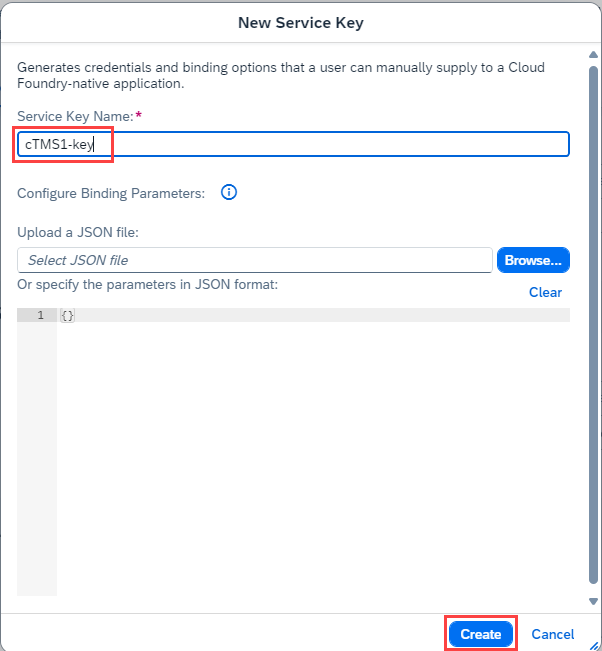 New Service Key
Generates credentials and binding options that a user can manually supply to a Cloud
Foundry-native application.
Service Key Name:*
cTMS1-key
Configure Binding Parameters:
Upload a JSON file:
Select JSON file
Browse...
Or specify the parameters in JSON format:
Clear
1 {}
Create Cancel